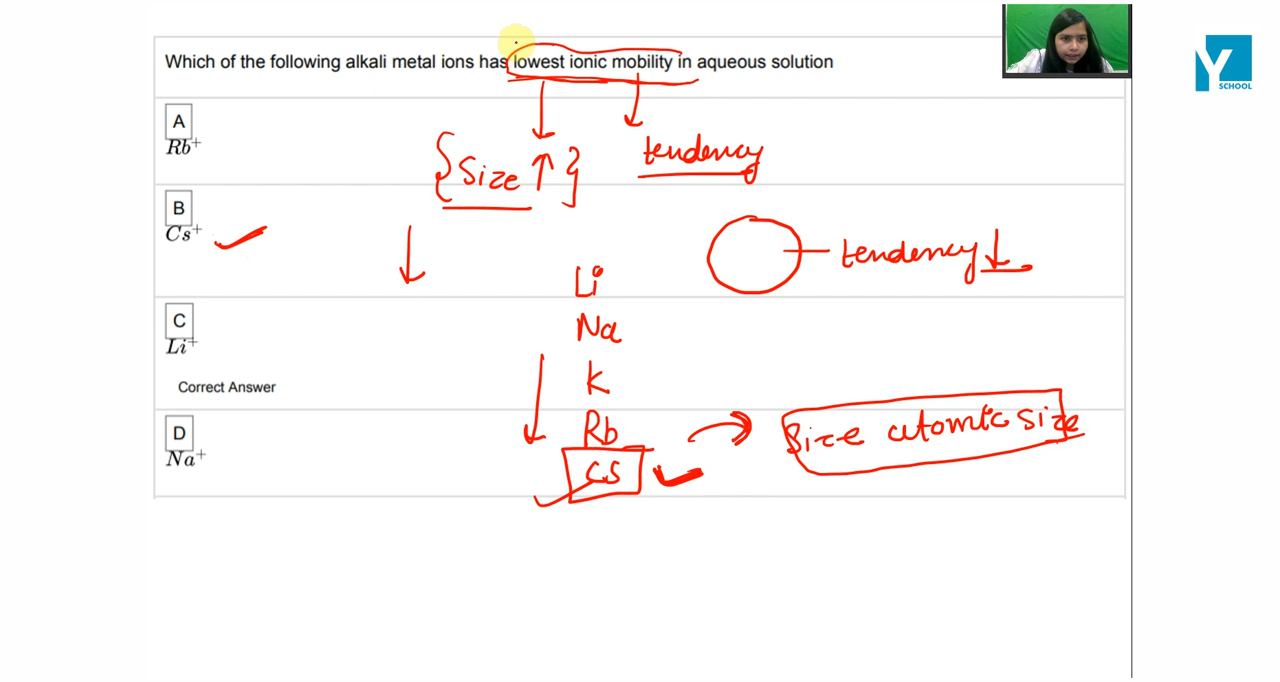 Which of the following alkali metal ions has lowest ionic mobility in aqueous solution
Y
SCHOOL
A
Rb+
{Size ↑} tendency
B
Cs+
tendency ↓
Li
Na
C
Li+
K
Correct Answer
Rb
Size atomic size
D
Na+
Cs